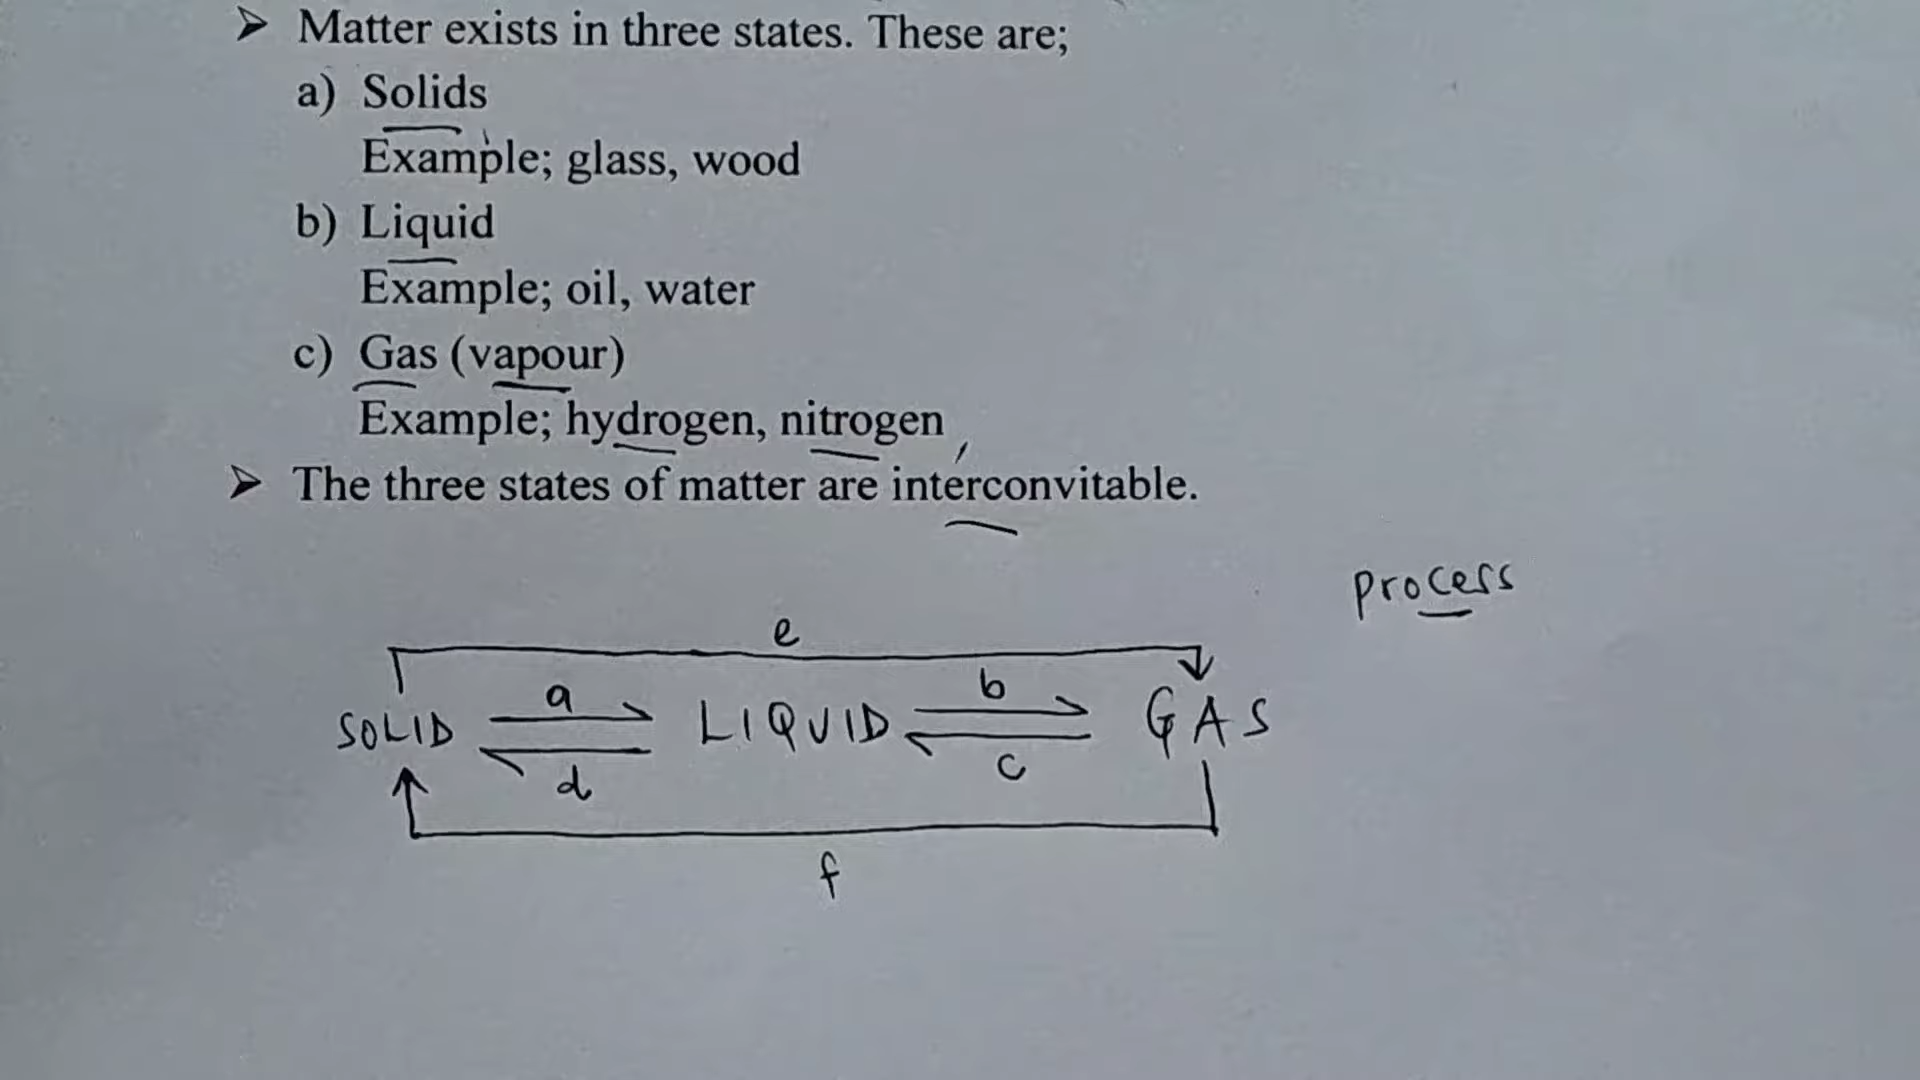 ➤ Matter exists in three states. These are;
a) Solids
Example; glass, wood
b) Liquid
Example; oil, water
c) Gas (vapour)
Example; hydrogen, nitrogen
➤ The three states of matter are interconvitable.
process
e
a
b
SOLID LIQUID GAS
d
c
f